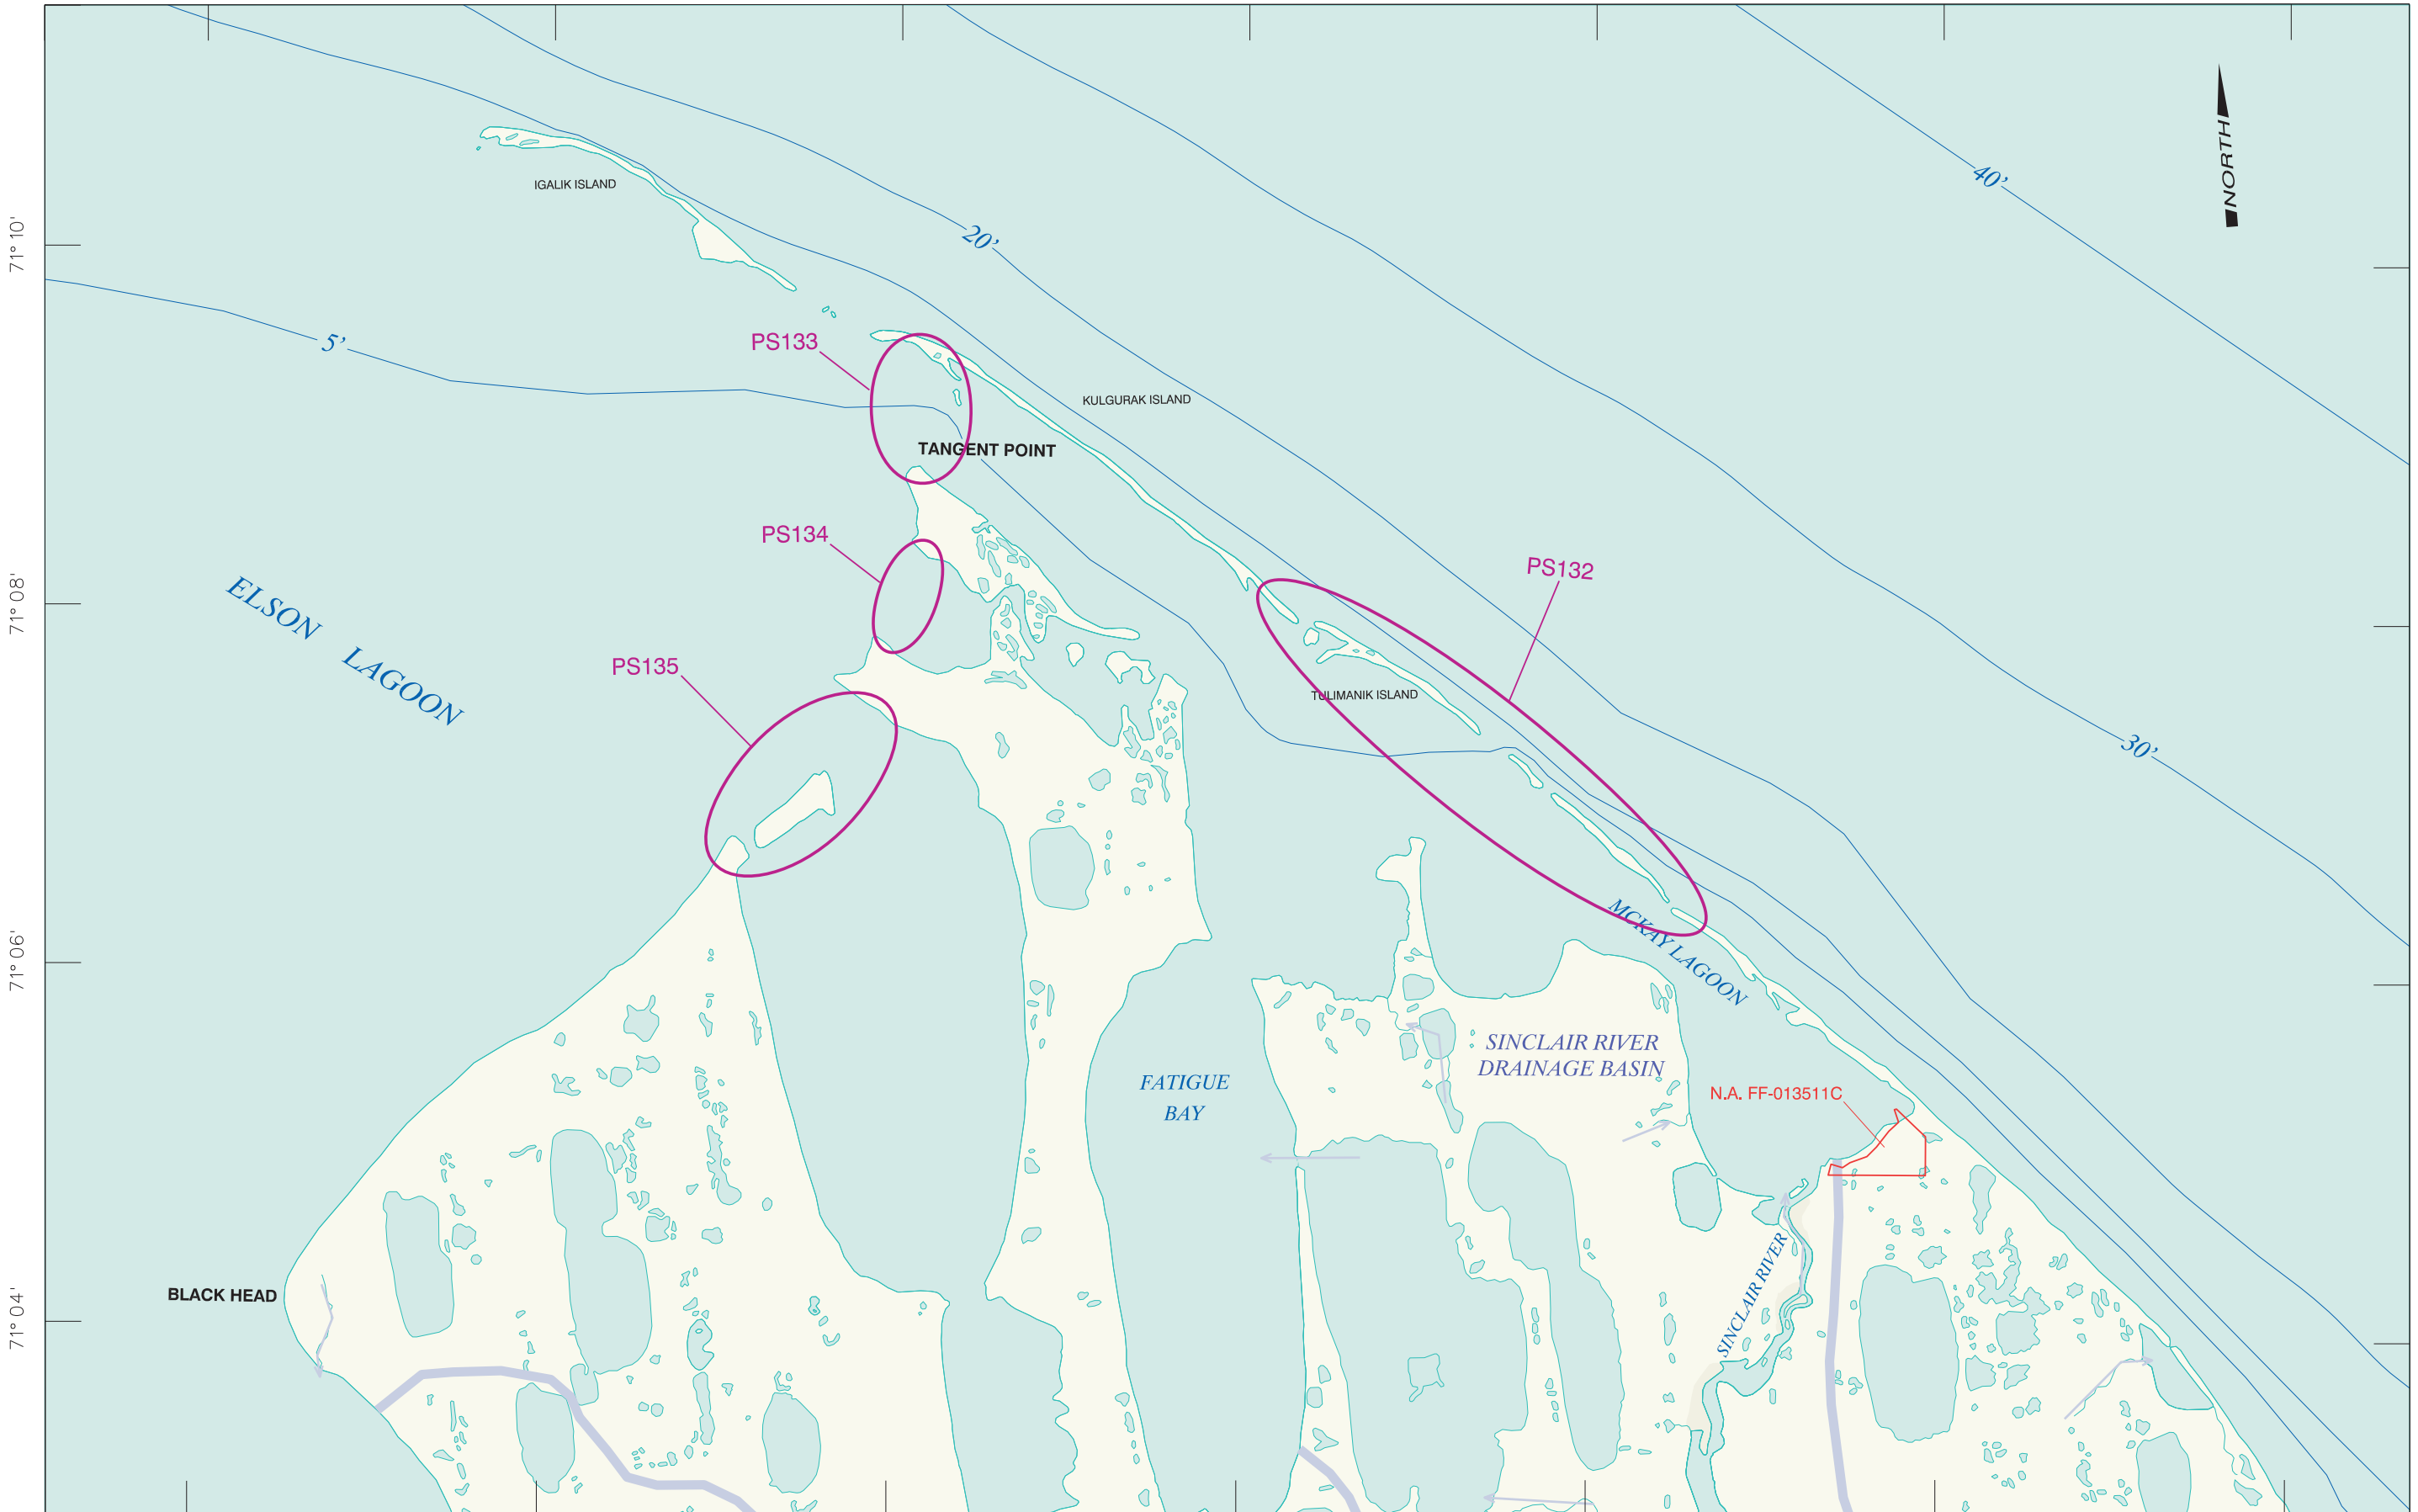 40'
NORTH
IGALIK ISLAND
71° 10'
20'
5'
PS133
KULGURAK ISLAND
TANGENT POINT
PS134
PS132
71° 08'
ELSON
LAGOON
PS135
TULIMANIK ISLAND
30'
MCKAY LAGOON
71° 06'
SINCLAIR RIVER
DRAINAGE BASIN
FATIGUE
BAY
N.A. FF-013511C
SINCLAIR RIVER
BLACK HEAD
71° 04'